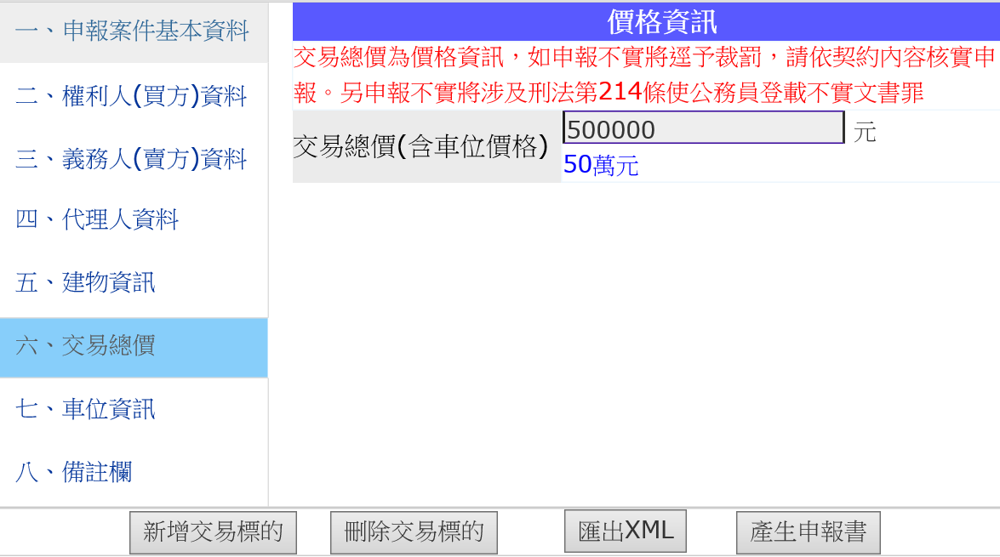 一、申報案件基本資料
二、權利人(買方)資料
三、義務人(賣方)資料
四、代理人資料
五、建物資訊
六、交易總價
七、車位資訊
八、備註欄
價格資訊
交易總價為價格資訊，如申報不實將逕予裁罰，請依契約內容核實申
報。另申報不實將涉及刑法第214條使公務員登載不實文書罪
交易總價(含車位價格)
500000 元
50萬元
新增交易標的 刪除交易標的 匯出XML 產生申報書